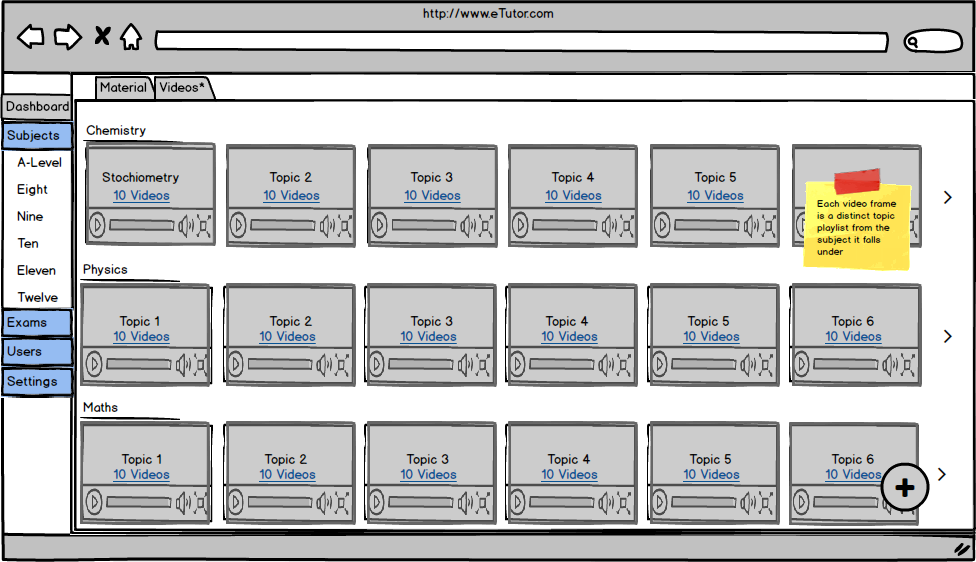 http://www.eTutor.com
Material
Videos*
Dashboard
Subjects
A-Level
Eight
Nine
Ten
Eleven
Twelve
Exams
Users
Settings
Chemistry
Stochiometry
10 Videos
Topic 2
10 Videos
Topic 3
10 Videos
Topic 4
10 Videos
Topic 5
10 Videos
Each video frame
is a distinct topic
playlist from the
subject it falls
under
Physics
Topic 1
10 Videos
Topic 2
10 Videos
Topic 3
10 Videos
Topic 4
10 Videos
Topic 5
10 Videos
Topic 6
10 Videos
Maths
Topic 1
10 Videos
Topic 2
10 Videos
Topic 3
10 Videos
Topic 4
10 Videos
Topic 5
10 Videos
Topic 6
10 Videos